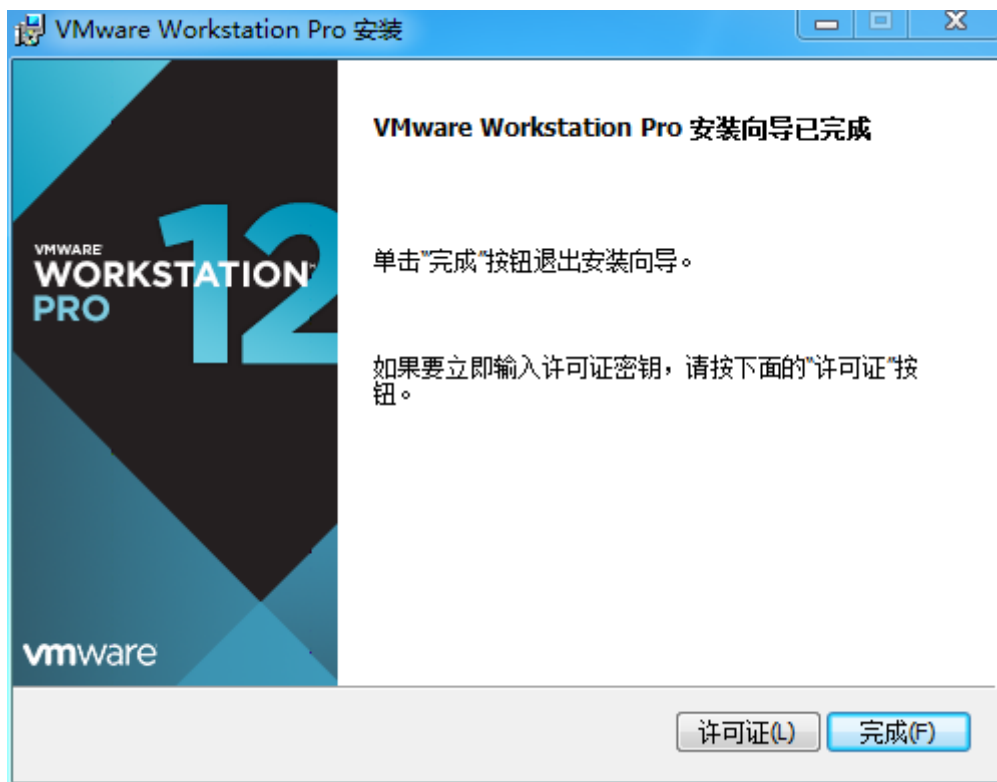 VMware Workstation Pro 安装
VMware Workstation Pro 安装向导已完成
VMWARE
WORKSTATION
PRO
12
单击"完成"按钮退出安装向导。
如果要立即输入许可证密钥，请按下面的"许可证"按
钮。
vmware
许可证(L)
完成(F)